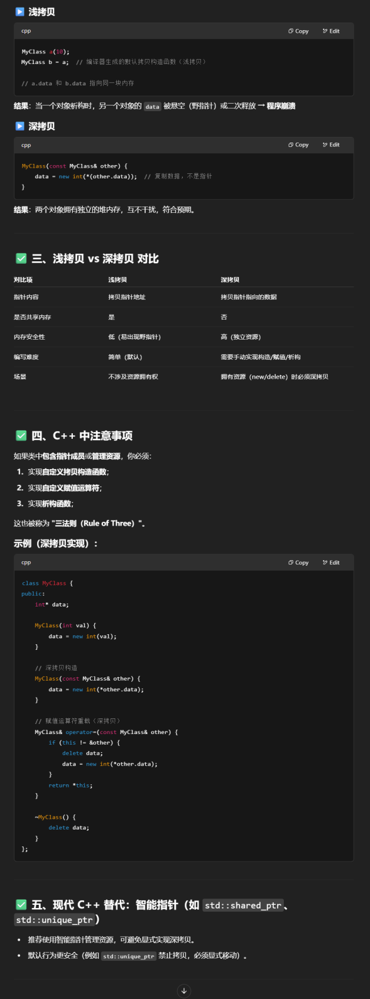 浅拷贝
cpp
Copy
Edit
MyClass a(10);
MyClass b = a;  // 编译器生成的默认拷贝构造函数（浅拷贝）
// a.data 和 b.data 指向同一块内存
结果：当一个对象析构时，另一个对象的 data 被悬空（野指针）或二次释放 → 程序崩溃
深拷贝
cpp
Copy
Edit
MyClass(const MyClass& other) {
    data = new int(*(other.data));  // 复制数据，不是指针
}
结果：两个对象拥有独立的堆内存，互不干扰，符合预期。
三、浅拷贝 vs 深拷贝 对比
对比项 浅拷贝 深拷贝
指针内容 拷贝指针地址 拷贝指针指向的数据
是否共享内存 是 否
内存安全性 低（易出现野指针） 高（独立资源）
编写难度 简单（默认） 需要手动实现构造/赋值/析构
场景 不涉及资源拥有权 拥有资源（new/delete）时必须深拷贝
四、C++ 中注意事项
如果类中包含指针成员或管理资源，你必须：
1. 实现自定义拷贝构造函数；
2. 实现自定义赋值运算符；
3. 实现析构函数；
这也被称为 "三法则（Rule of Three）"。
示例（深拷贝实现）：
cpp
Copy
Edit
class MyClass {
public:
    int* data;
    MyClass(int val) {
        data = new int(val);
    }
    // 深拷贝构造
    MyClass(const MyClass& other) {
        data = new int(*other.data);
    }
    // 赋值运算符重载（深拷贝）
    MyClass& operator=(const MyClass& other) {
        if (this != &other) {
            delete data;
            data = new int(*other.data);
        }
        return *this;
    }
    ~MyClass() {
        delete data;
    }
};
五、现代 C++ 替代：智能指针（如 std::shared_ptr、
std::unique_ptr）
• 推荐使用智能指针管理资源，可避免显式实现深拷贝。
• 默认行为更安全（例如 std::unique_ptr 禁止拷贝，必须显式移动）。